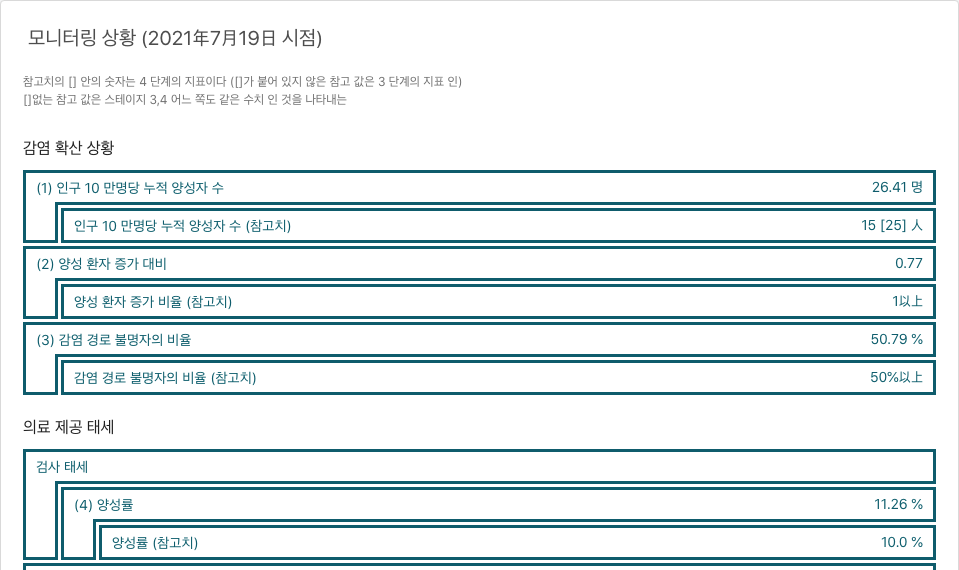 모니터링 상황 (2021年7月19日 시점)
참고치의 [] 안의 숫자는 4 단계의 지표이다 ([]가 붙어 있지 않은 참고 값은 3 단계의 지표 인)
[]없는 참고 값은 스테이지 3,4 어느 쪽도 같은 수치 인 것을 나타내는
감염 확산 상황
(1) 인구 10 만명당 누적 양성자 수 26.41 명
인구 10 만명당 누적 양성자 수 (참고치) 15 [25] 人
(2) 양성 환자 증가 대비 0.77
양성 환자 증가 비율 (참고치) 1以上
(3) 감염 경로 불명자의 비율 50.79 %
감염 경로 불명자의 비율 (참고치) 50%以上
의료 제공 태세
검사 태세
(4) 양성률 11.26 %
양성률 (참고치) 10.0 %